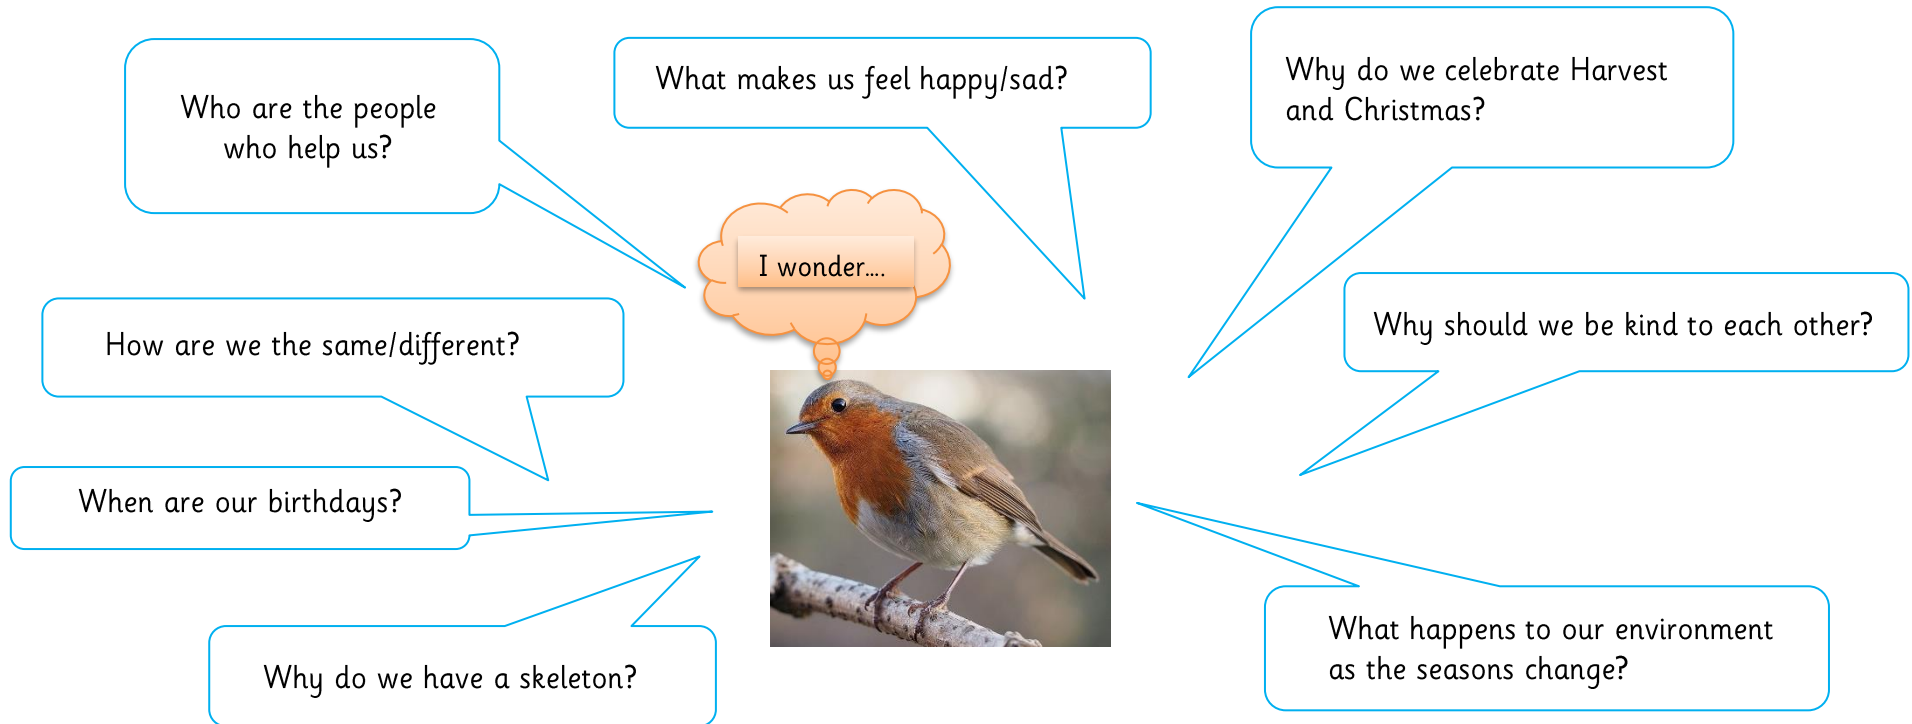 Who are the people
who help us?
What makes us feel happy/sad?
Why do we celebrate Harvest
and Christmas?
I wonder....
How are we the same/different?
Why should we be kind to each other?
When are our birthdays?
Why do we have a skeleton?
What happens to our environment
as the seasons change?